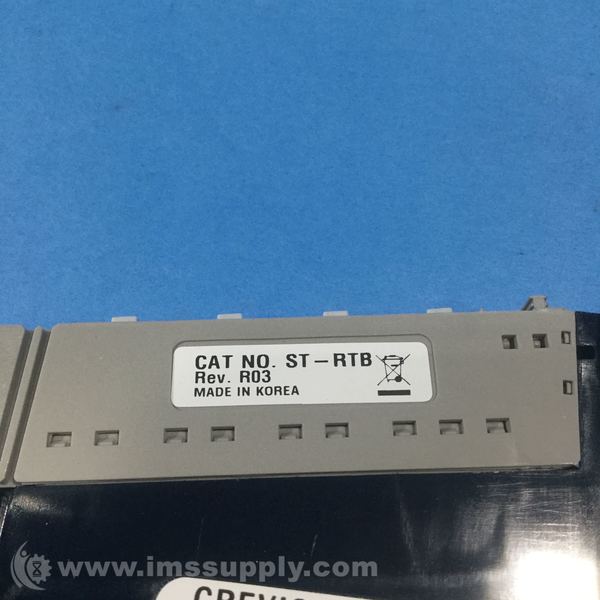 CAT NO. ST-RTB
Rev. R03
MADE IN KOREA
www.imssupply.com